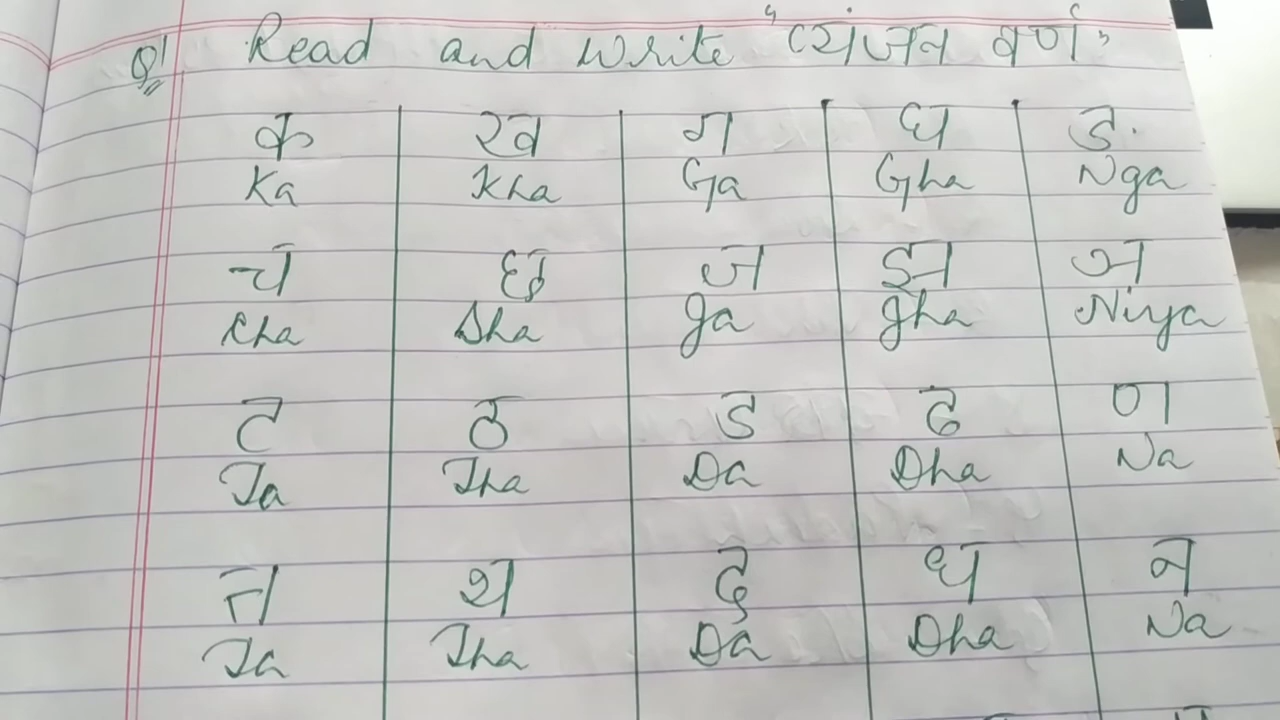 Q1 Read and write "व्यंजन वर्ण"
क ख ग घ ङ
Ka Kha Ga Gha Nga
च छ ज झ ञ
Cha Sha Ja Jha Niya
ट ठ ड ढ ण
Ta Tha Da Dha Na
त थ द ध न
Ta Tha Da Dha Na